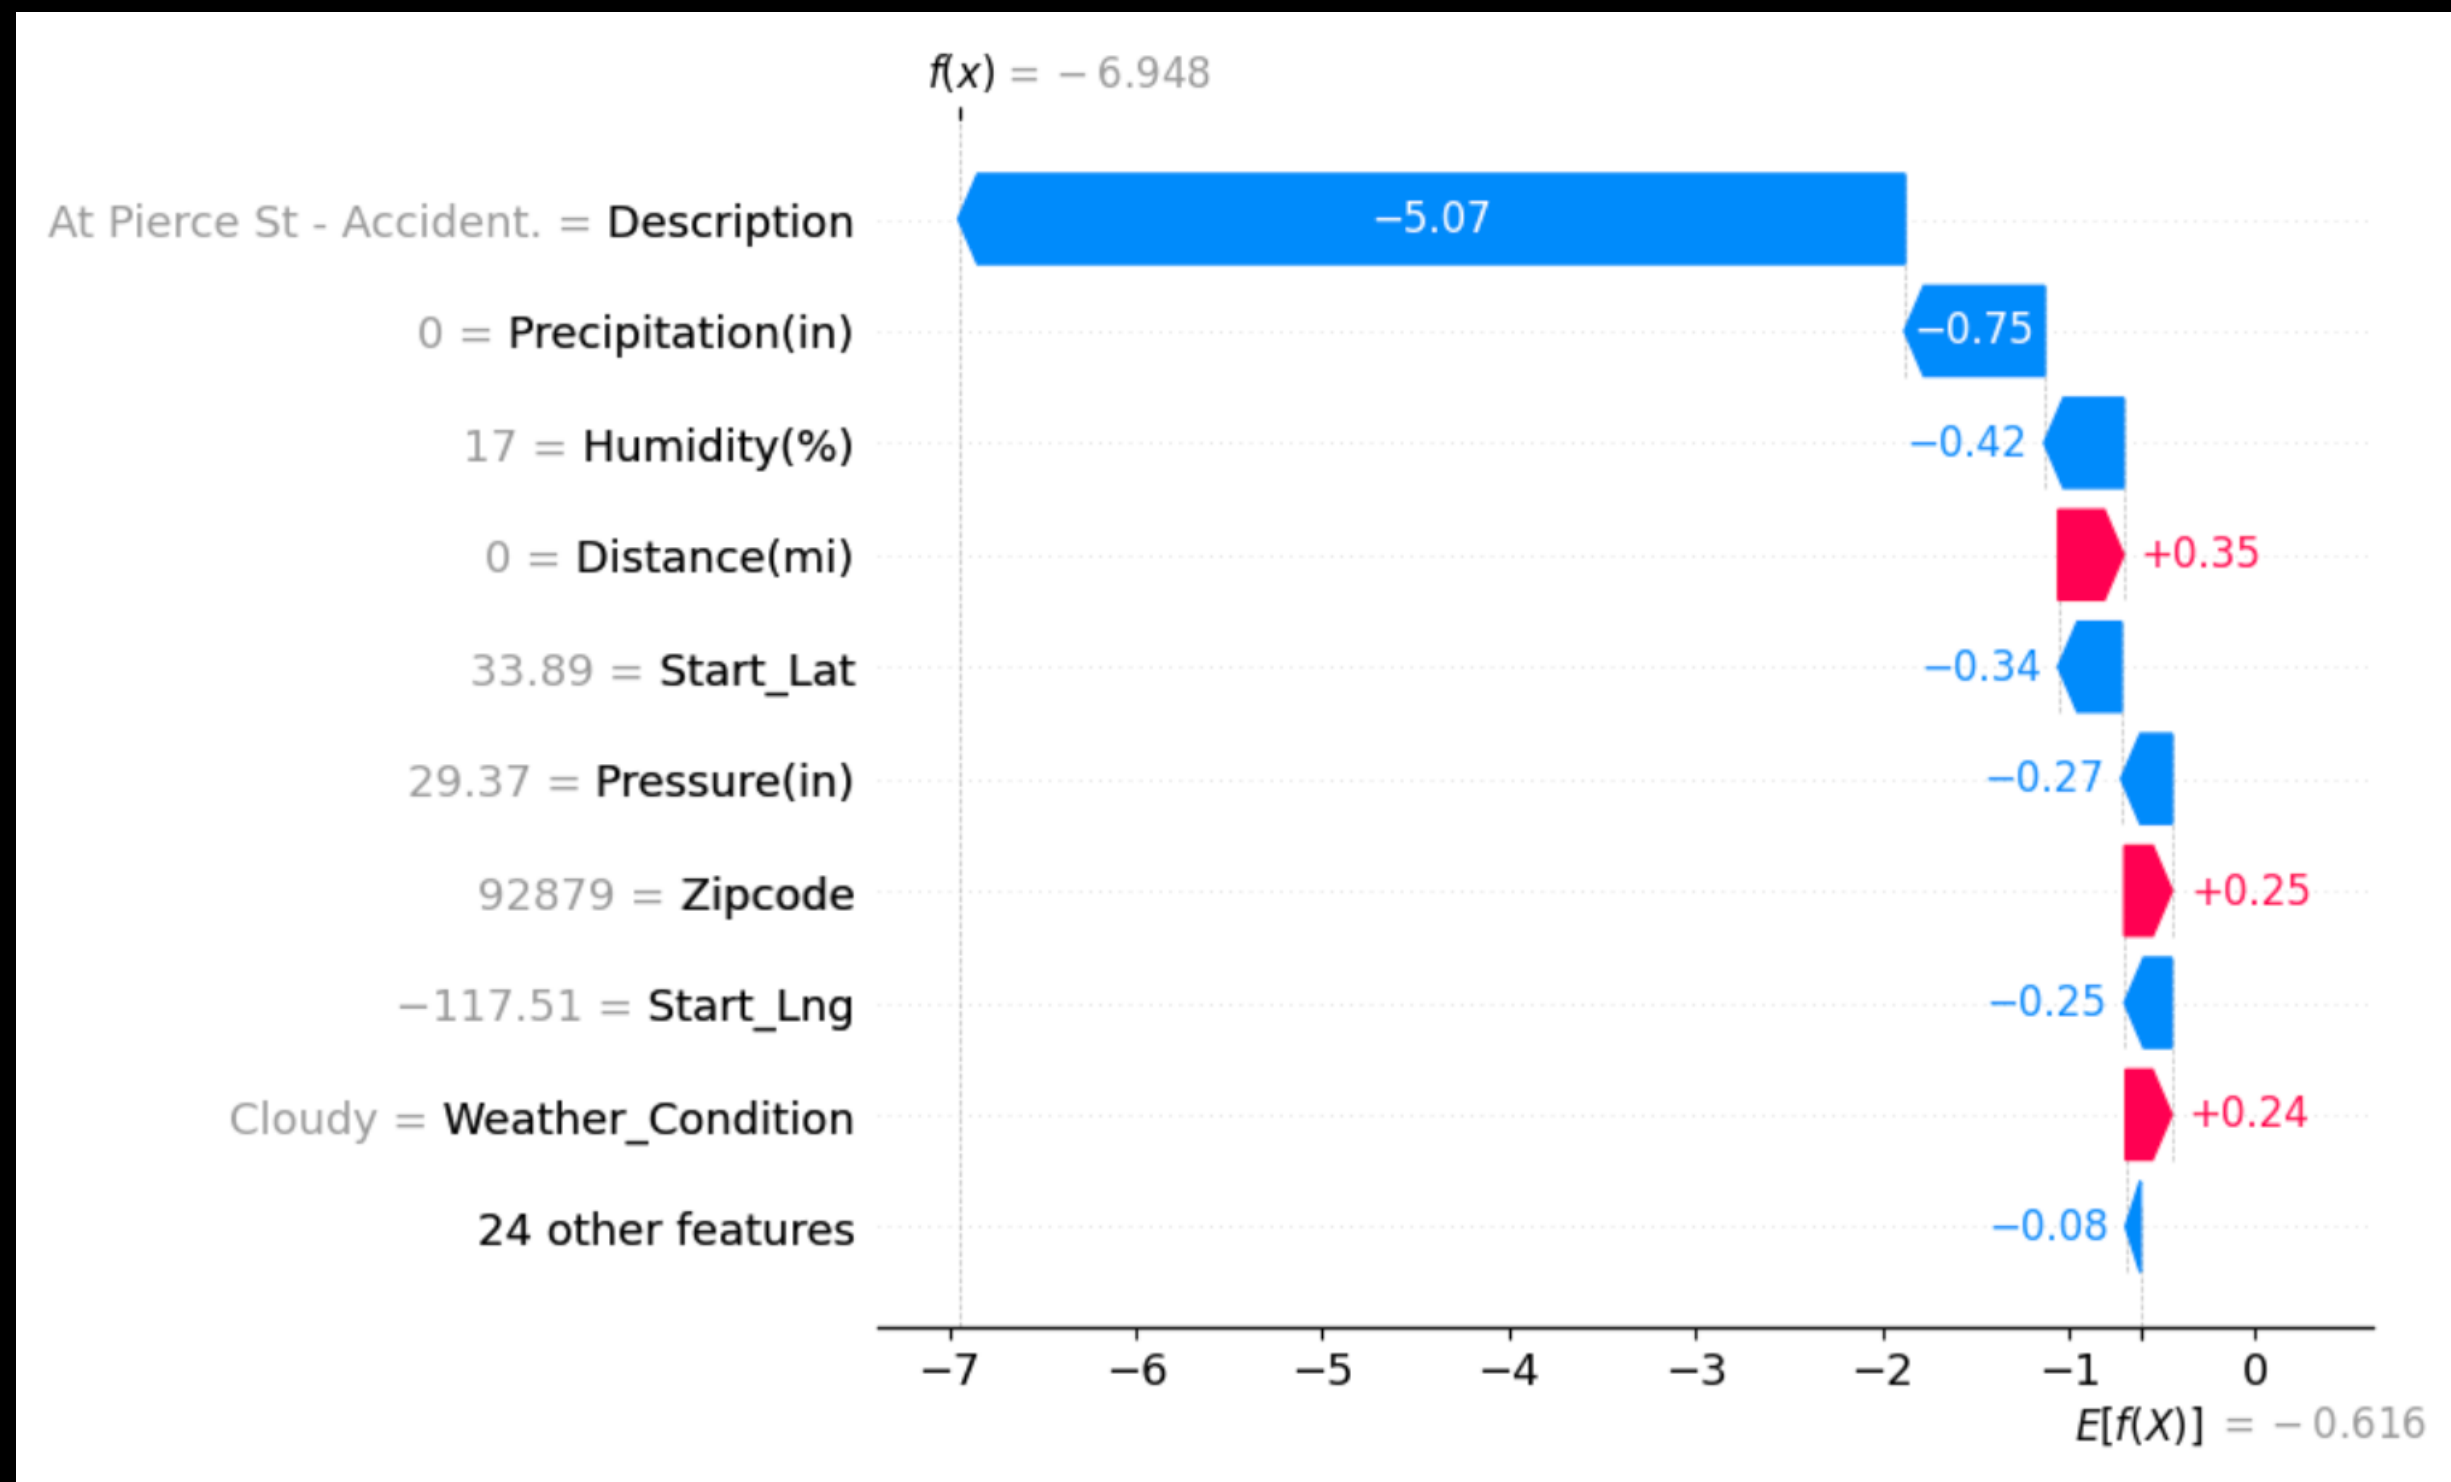 f(x) = −6.948
At Pierce St - Accident. = Description
−5.07
0 = Precipitation(in)
−0.75
17 = Humidity(%)
−0.42
0 = Distance(mi)
+0.35
33.89 = Start_Lat
−0.34
29.37 = Pressure(in)
−0.27
92879 = Zipcode
+0.25
−117.51 = Start_Lng
−0.25
Cloudy = Weather_Condition
+0.24
24 other features
−0.08
−7 −6 −5 −4 −3 −2 −1 0
E[f(X)] = −0.616